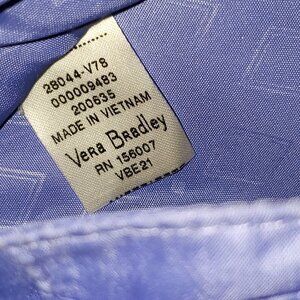 28044-V78
000009483
200635
MADE IN VIETNAM
Vera Bradley
RN 156007
VBE21